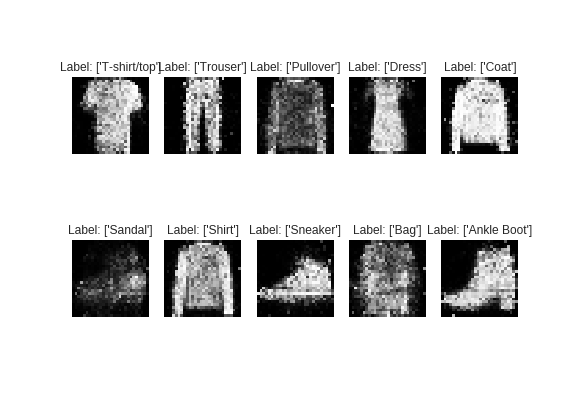 Label: ['T-shirt/top'] Label: ['Trouser'] Label: ['Pullover'] Label: ['Dress'] Label: ['Coat']
Label: ['Sandal'] Label: ['Shirt'] Label: ['Sneaker'] Label: ['Bag'] Label: ['Ankle Boot']